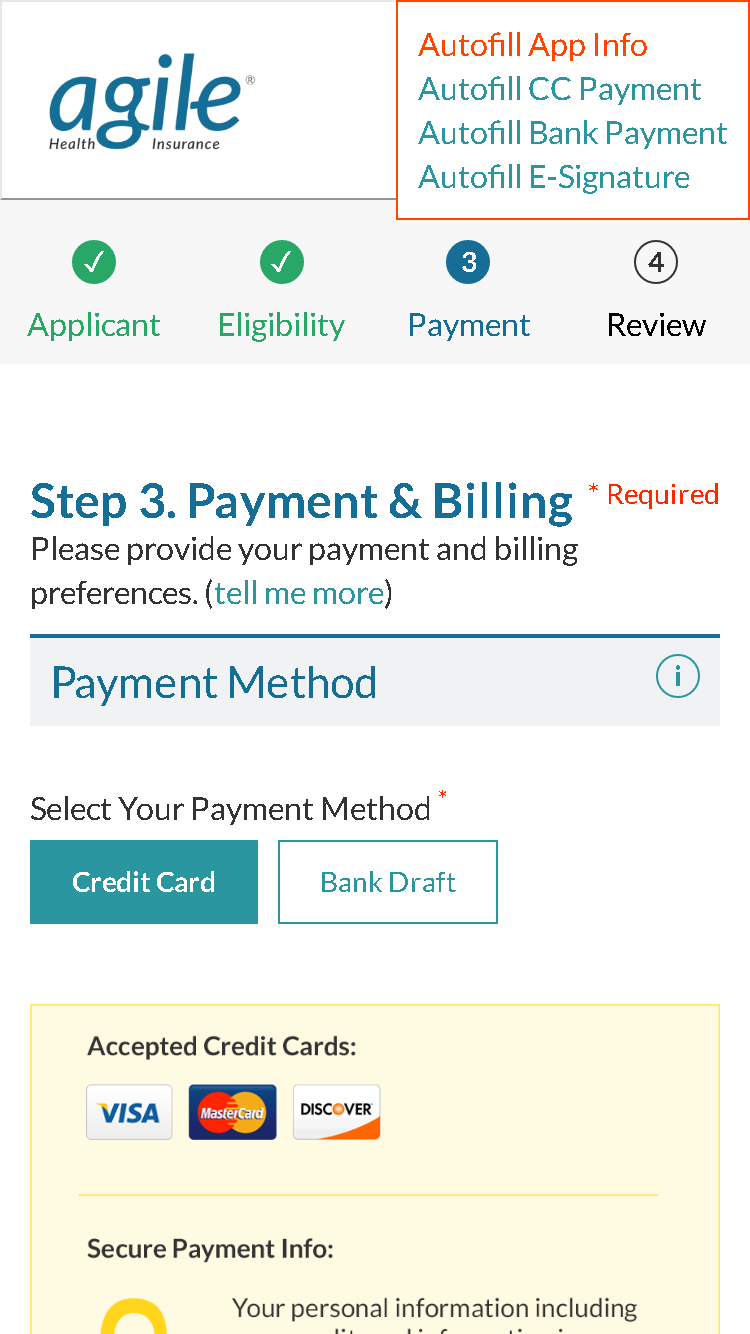 agile®
Health Insurance
Autofill App Info
Autofill CC Payment
Autofill Bank Payment
Autofill E-Signature
3
4
Applicant
Eligibility
Payment
Review
Step 3. Payment & Billing
* Required
Please provide your payment and billing
preferences. (tell me more)
Payment Method
i
Select Your Payment Method *
Credit Card
Bank Draft
Accepted Credit Cards:
VISA
MasterCard
DISCOVER
Secure Payment Info:
Your personal information including